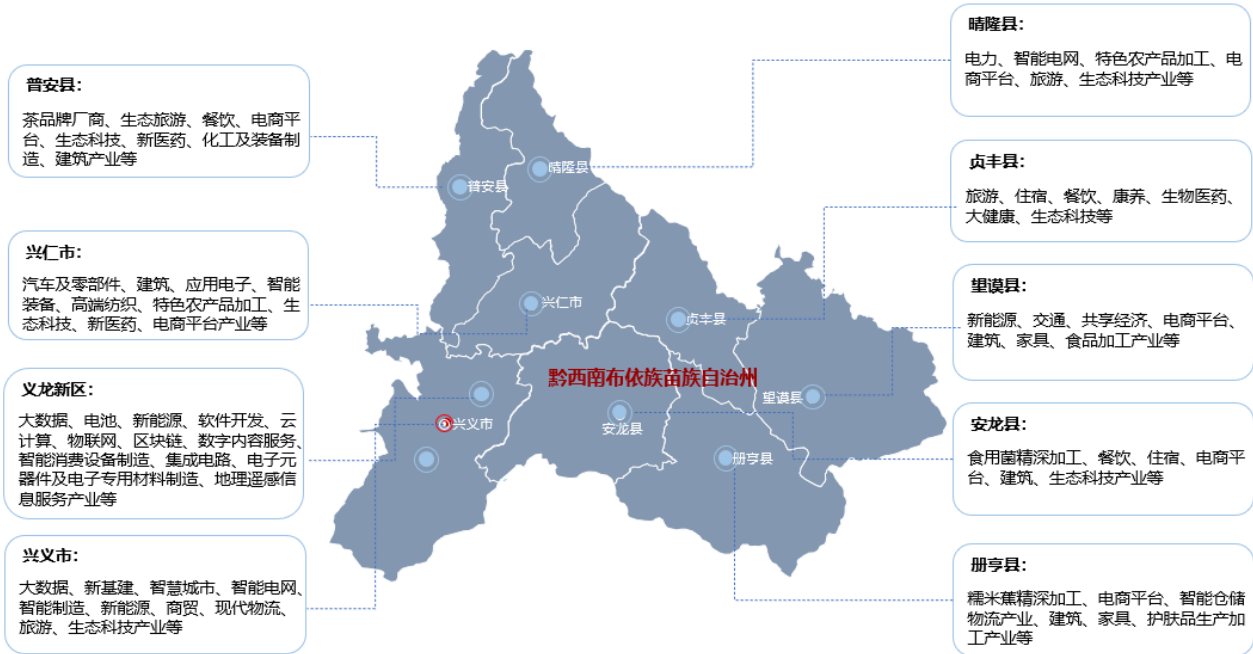 普安县：
茶品牌厂商、生态旅游、餐饮、电商平
台、生态科技、新医药、化工及装备制
造、建筑产业等
兴仁市：
汽车及零部件、建筑、应用电子、智能
装备、高端纺织、特色农产品加工、生
态科技、新医药、电商平台产业等
义龙新区：
大数据、电池、新能源、软件开发、云
计算、物联网、区块链、数字内容服务、
智能消费设备制造、集成电路、电子元
器件及电子专用材料制造、地理遥感信
息服务产业等
兴义市：
大数据、新基建、智慧城市、智能电网、
智能制造、新能源、商贸、现代物流、
旅游、生态科技产业等
晴隆县
普安县
兴仁市
贞丰县
黔西南布依族苗族自治州
望谟县
兴义市
安龙县
册亨县
晴隆县：
电力、智能电网、特色农产品加工、电
商平台、旅游、生态科技产业等
贞丰县：
旅游、住宿、餐饮、康养、生物医药、
大健康、生态科技等
望谟县：
新能源、交通、共享经济、电商平台、
建筑、家具、食品加工产业等
安龙县：
食用菌精深加工、餐饮、住宿、电商平
台、建筑、生态科技产业等
册亨县：
糯米蕉精深加工、电商平台、智能仓储
物流产业、建筑、家具、护肤品生产加
工产业等